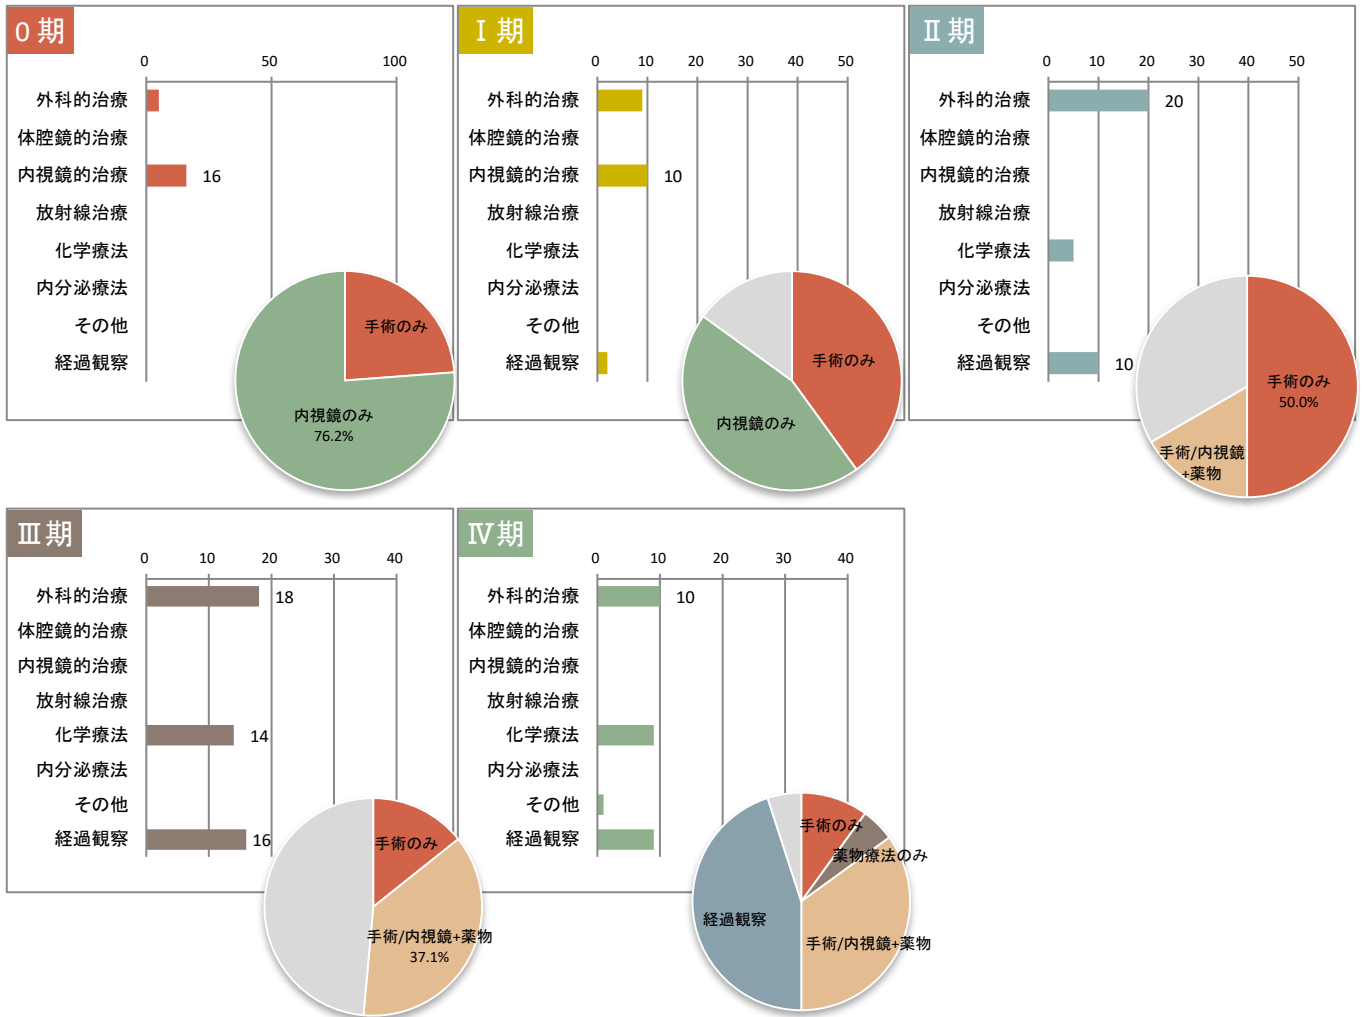 0 期
0 50 100
外科的治療
体腔鏡的治療
内視鏡的治療 16
放射線治療
化学療法
内分泌療法
その他
経過観察
手術のみ
内視鏡のみ
76.2%
Ⅰ 期
0 10 20 30 40 50
外科的治療
体腔鏡的治療
内視鏡的治療 10
放射線治療
化学療法
内分泌療法
その他
経過観察
手術のみ
内視鏡のみ
Ⅱ 期
0 10 20 30 40 50
外科的治療 20
体腔鏡的治療
内視鏡的治療
放射線治療
化学療法
内分泌療法
その他
経過観察 10
手術のみ
50.0%
手術/内視鏡
+薬物
Ⅲ 期
0 10 20 30 40
外科的治療 18
体腔鏡的治療
内視鏡的治療
放射線治療
化学療法 14
内分泌療法
その他
経過観察 16
手術のみ
手術/内視鏡+薬物
37.1%
Ⅳ 期
0 10 20 30 40
外科的治療 10
体腔鏡的治療
内視鏡的治療
放射線治療
化学療法
内分泌療法
その他
経過観察
手術のみ
薬物療法のみ
経過観察
手術/内視鏡+薬物